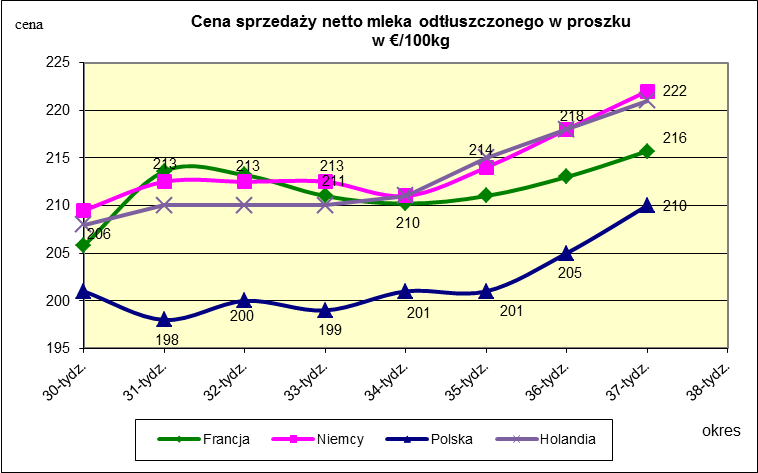 cena
Cena sprzedaży netto mleka odtłuszczonego w proszku
w €/100kg
225
220
215
210
205
200
195
206
213
213
213
211
210
214
218
222
216
210
205
201
201
199
200
198
30-tydz.
31-tydz.
32-tydz.
33-tydz.
34-tydz.
35-tydz.
36-tydz.
37-tydz.
38-tydz.
okres
Francja Niemcy Polska Holandia